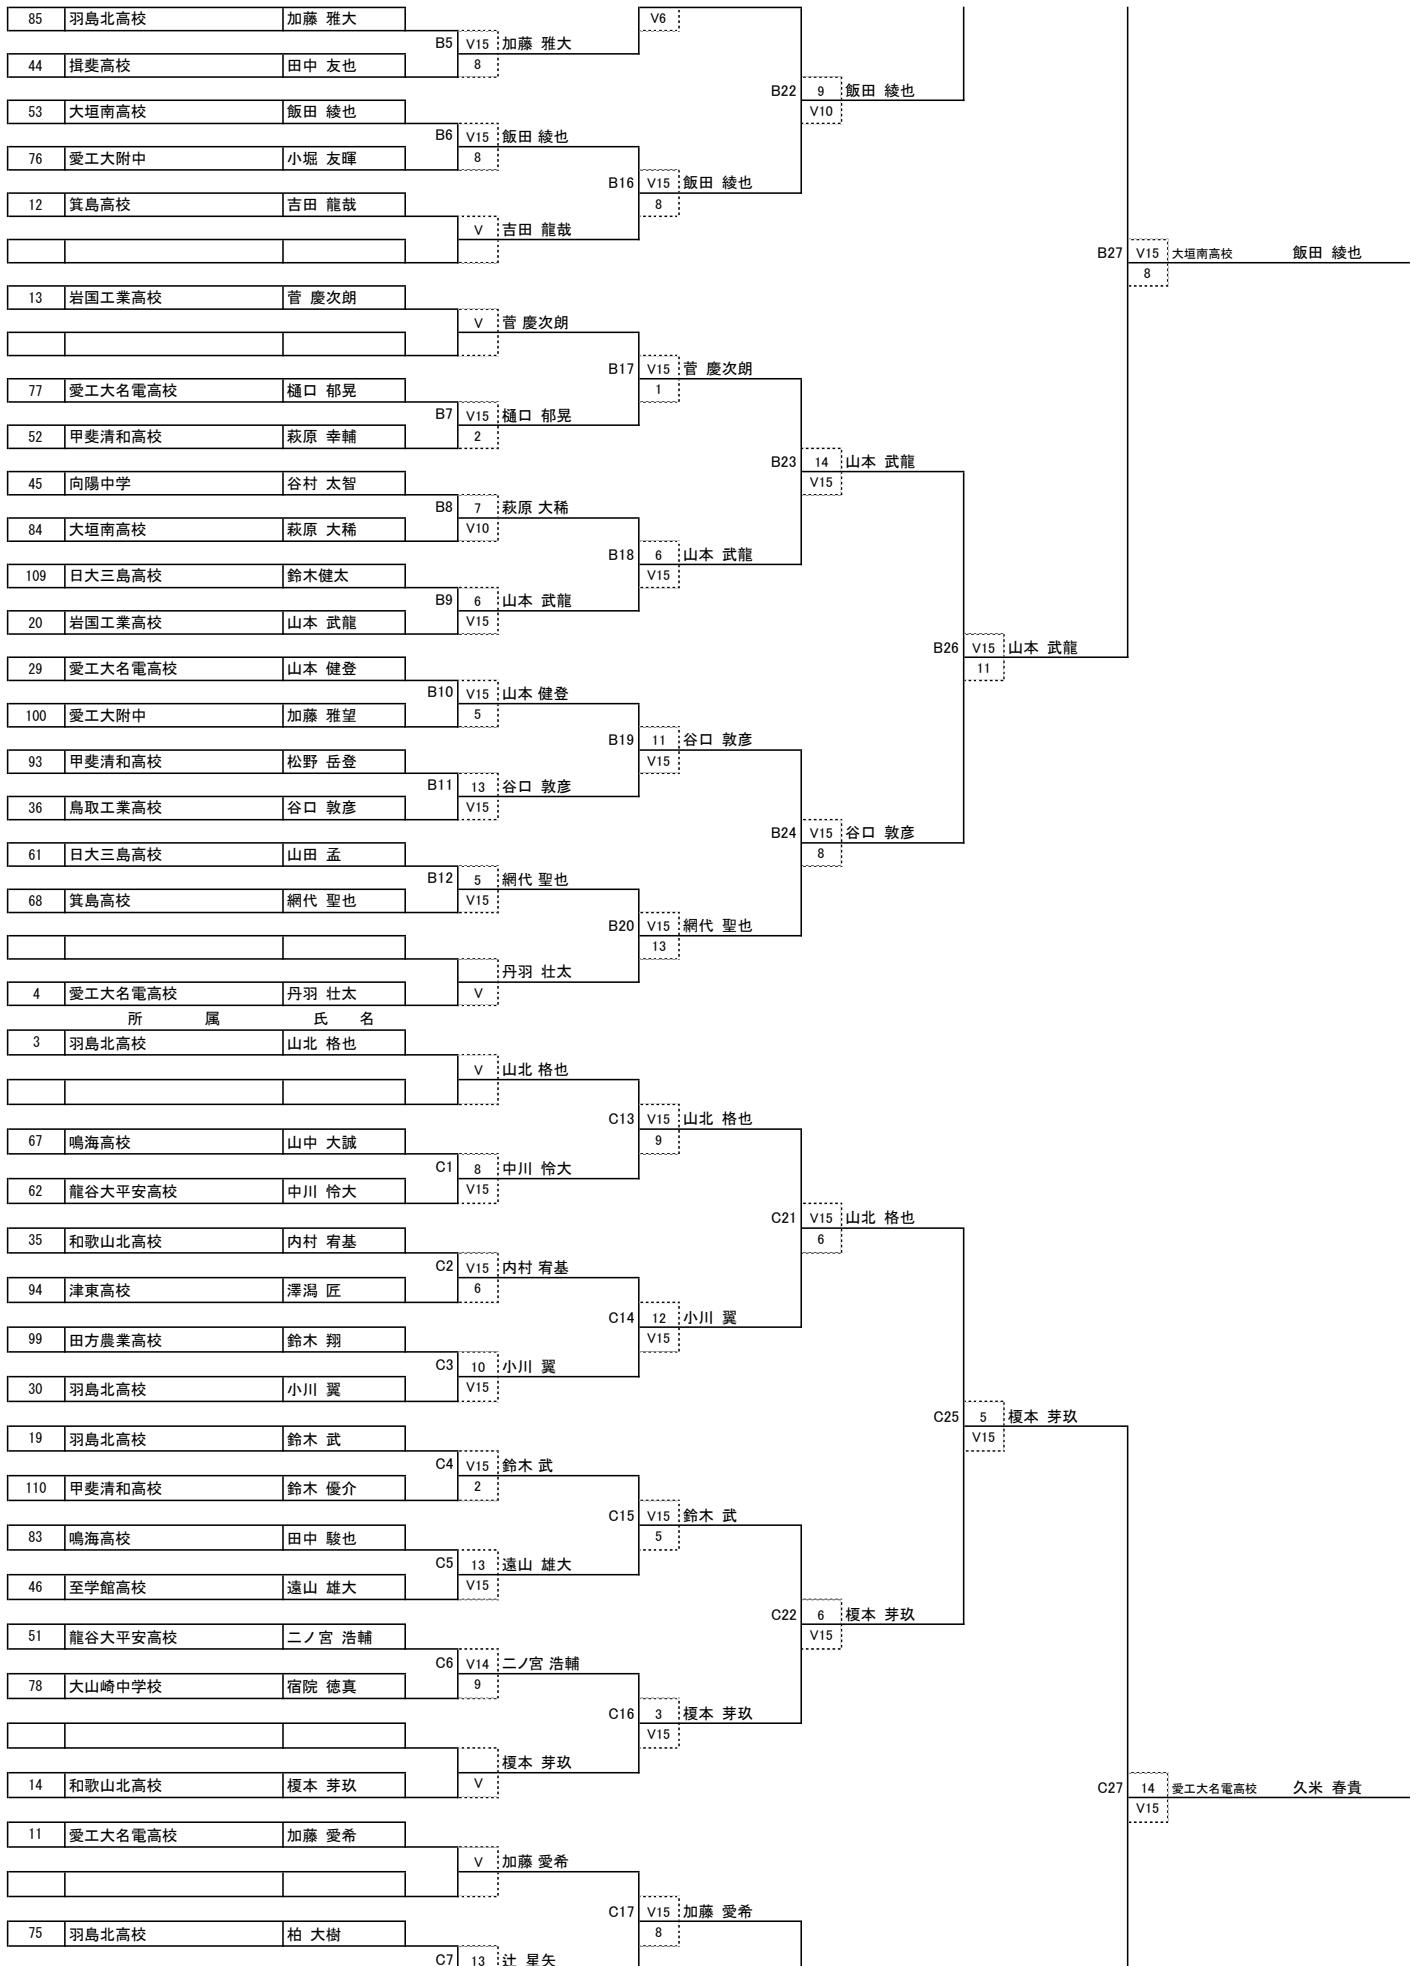 85 羽島北高校 加藤 雅大 V6
B5 V15 加藤 雅大
44 揖斐高校 田中 友也 8
B22 9 飯田 綾也
53 大垣南高校 飯田 綾也 V10
B6 V15 飯田 綾也
76 愛工大附中 小堀 友暉 8
B16 V15 飯田 綾也
12 箕島高校 吉田 龍哉 8
V 吉田 龍哉
B27 V15 大垣南高校 飯田 綾也
8
13 岩国工業高校 菅 慶次朗
V 菅 慶次朗
B17 V15 菅 慶次朗
77 愛工大名電高校 樋口 郁晃 1
B7 V15 樋口 郁晃
52 甲斐清和高校 萩原 幸輔 2
B23 14 山本 武龍
45 向陽中学 谷村 太智 V15
B8 7 萩原 大稀
84 大垣南高校 萩原 大稀 V10
B18 6 山本 武龍
109 日大三島高校 鈴木健太 V15
B9 6 山本 武龍
20 岩国工業高校 山本 武龍 V15
B26 V15 山本 武龍
29 愛工大名電高校 山本 健登 11
B10 V15 山本 健登
100 愛工大附中 加藤 雅望 5
B19 11 谷口 敦彦
93 甲斐清和高校 松野 岳登 V15
B11 13 谷口 敦彦
36 鳥取工業高校 谷口 敦彦 V15
B24 V15 谷口 敦彦
61 日大三島高校 山田 孟 8
B12 5 網代 聖也
68 箕島高校 網代 聖也 V15
B20 V15 網代 聖也
13
丹羽 壮太
4 愛工大名電高校 丹羽 壮太 V
所 属 氏 名
3 羽島北高校 山北 格也
V 山北 格也
C13 V15 山北 格也
67 鳴海高校 山中 大誠 9
C1 8 中川 怜大
62 龍谷大平安高校 中川 怜大 V15
C21 V15 山北 格也
35 和歌山北高校 内村 宥基 6
C2 V15 内村 宥基
94 津東高校 澤潟 匠 6
C14 12 小川 翼
99 田方農業高校 鈴木 翔 V15
C3 10 小川 翼
30 羽島北高校 小川 翼 V15
C25 5 榎本 芽玖
19 羽島北高校 鈴木 武 V15
C4 V15 鈴木 武
110 甲斐清和高校 鈴木 優介 2
C15 V15 鈴木 武
83 鳴海高校 田中 駿也 5
C5 13 遠山 雄大
46 至学館高校 遠山 雄大 V15
C22 6 榎本 芽玖
51 龍谷大平安高校 二ノ宮 浩輔 V15
C6 V14 二ノ宮 浩輔
78 大山崎中学校 宿院 徳真 9
C16 3 榎本 芽玖
V15
榎本 芽玖
14 和歌山北高校 榎本 芽玖 V
C27 14 愛工大名電高校 久米 春貴
V15
11 愛工大名電高校 加藤 愛希
V 加藤 愛希
C17 V15 加藤 愛希
75 羽島北高校 柏 大樹 8
C7 13 辻 星矢